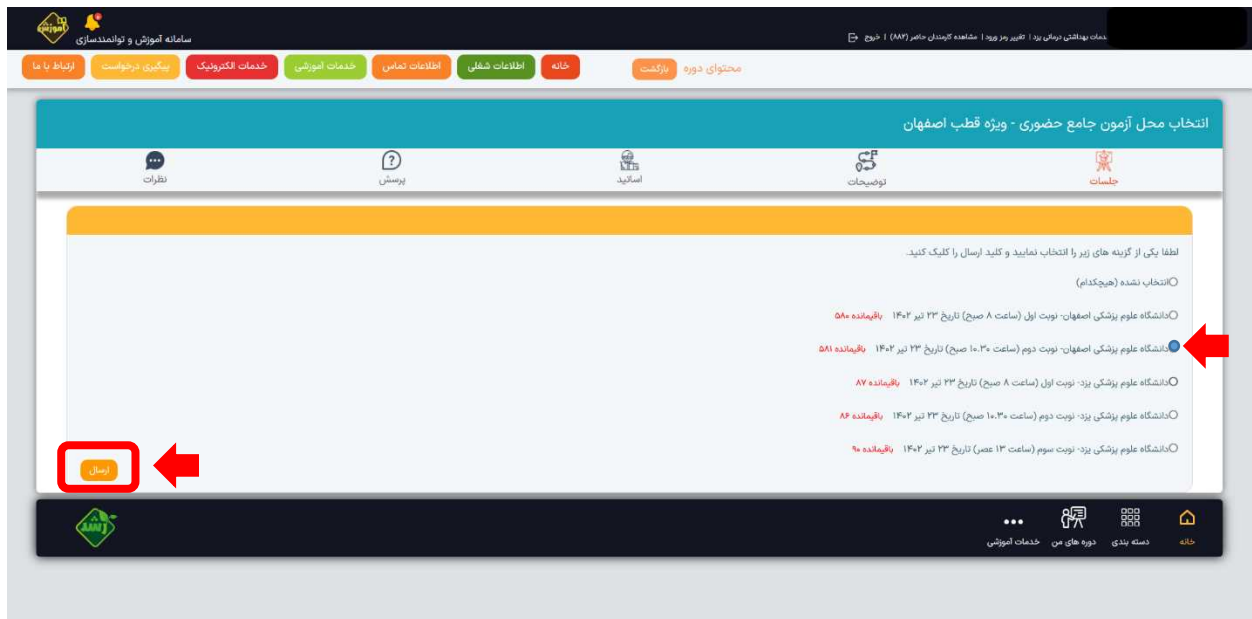 سامانه آموزش و توانمندسازی
آموزش
دمات بهداشتی درمانی یزد | تغییر رمز ورود | مشاهده کارمندان حاضر (۸۸۲) | خروج
محتوای دوره بازگشت
خانه اطلاعات شغلی اطلاعات تماس خدمات آموزشی خدمات الکترونیک پیگیری درخواست ارتباط با ما
انتخاب محل آزمون جامع حضوری - ویژه قطب اصفهان
جلسات توضیحات اساتید پرسش نظرات
لطفا یکی از گزینه های زیر را انتخاب نمایید و کلید ارسال را کلیک کنید.
انتخاب نشده (هیچکدام)
دانشگاه علوم پزشکی اصفهان- نوبت اول (ساعت ۸ صبح) تاریخ ۲۳ تیر ۱۴۰۲ باقیمانده ۵۸۰
دانشگاه علوم پزشکی اصفهان- نوبت دوم (ساعت ۱۰.۳۰ صبح) تاریخ ۲۳ تیر ۱۴۰۲ باقیمانده ۵۸۱
دانشگاه علوم پزشکی یزد- نوبت اول (ساعت ۸ صبح) تاریخ ۲۳ تیر ۱۴۰۲ باقیمانده ۸۷
دانشگاه علوم پزشکی یزد- نوبت دوم (ساعت ۱۰.۳۰ صبح) تاریخ ۲۳ تیر ۱۴۰۲ باقیمانده ۸۶
دانشگاه علوم پزشکی یزد- نوبت سوم (ساعت ۱۳ عصر) تاریخ ۲۳ تیر ۱۴۰۲ باقیمانده ۹۰
ارسال
خانه دسته بندی دوره های من خدمات آموزشی
رشد